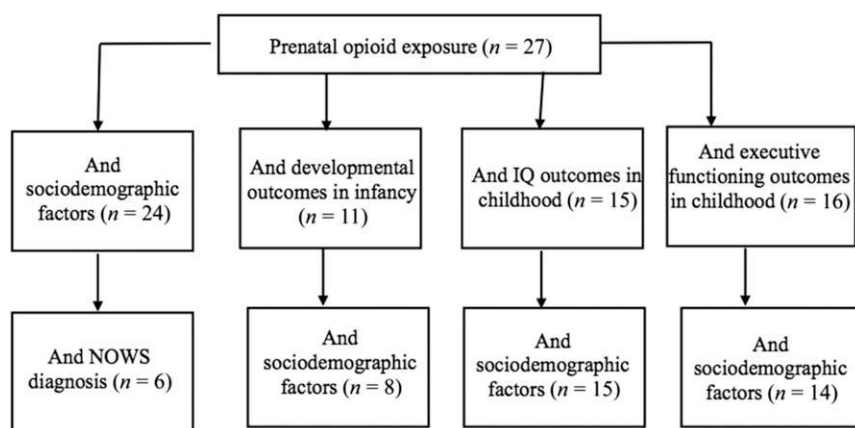 Prenatal opioid exposure (n = 27)
And
sociodemographic
factors (n = 24)
And developmental
outcomes in infancy
(n = 11)
And IQ outcomes in
childhood (n = 15)
And executive
functioning outcomes
in childhood (n = 16)
And NOWS
diagnosis (n = 6)
And
sociodemographic
factors (n = 8)
And
sociodemographic
factors (n = 15)
And
sociodemographic
factors (n = 14)